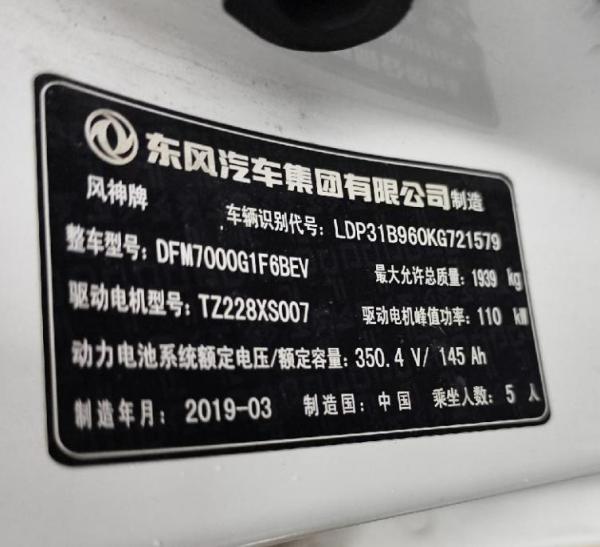 东风汽车集团有限公司制造
风神牌
车辆识别代号：LDP31B960KG721579
整车型号：DFM7000G1F6BEV 最大允许总质量：1939 kg
驱动电机型号：TZ228XS007 驱动电机峰值功率：110 kW
动力电池系统额定电压/额定容量：350.4 V/ 145 Ah
制造年月：2019-03 制造国：中国 乘坐人数：5 人